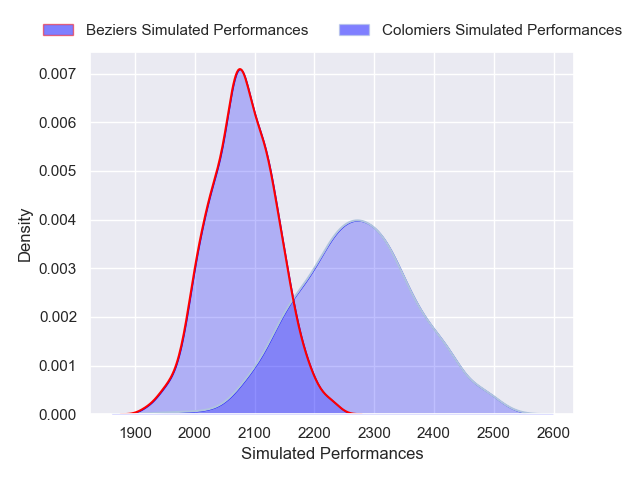 Beziers Simulated Performances
Colomiers Simulated Performances
0.007
0.006
0.005
0.004
0.003
0.002
0.001
0.000
Density
1900 2000 2100 2200 2300 2400 2500 2600
Simulated Performances